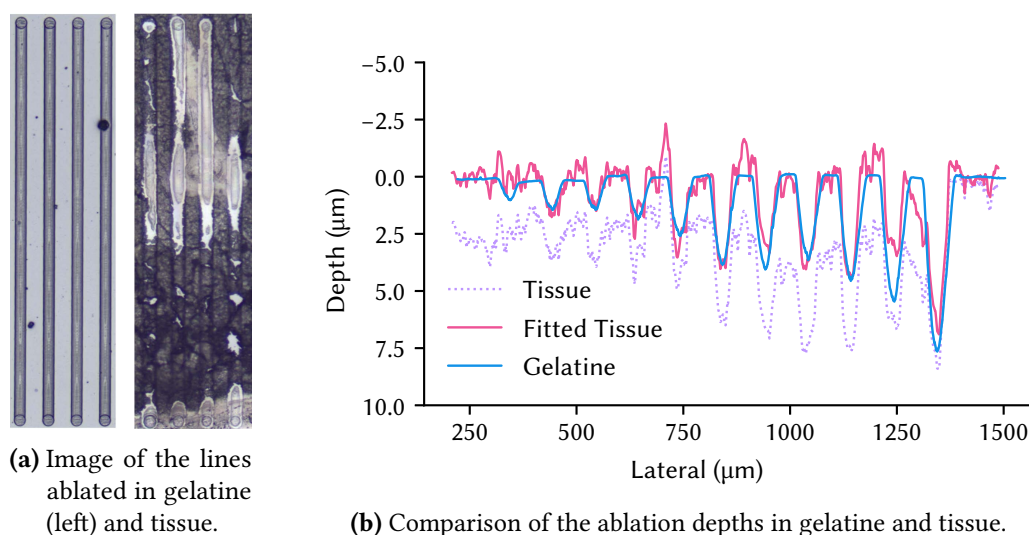 (a) Image of the lines
ablated in gelatine
(left) and tissue.
−5.0
−2.5
0.0
2.5
5.0
7.5
10.0
Depth (μm)
Tissue
Fitted Tissue
Gelatine
250
500
750
1000
1250
1500
Lateral (μm)
(b) Comparison of the ablation depths in gelatine and tissue.